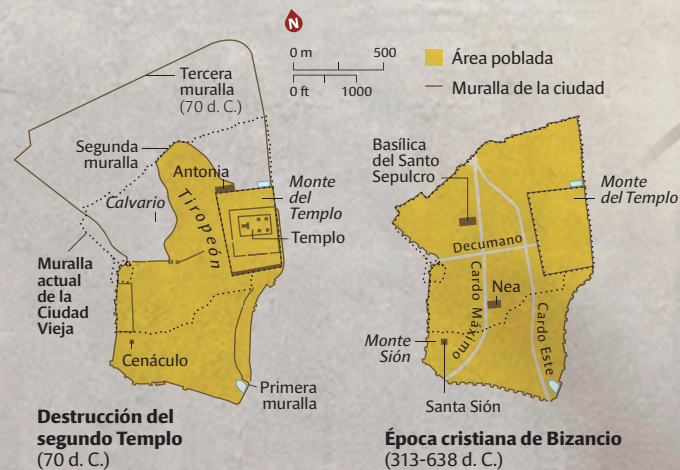 N
0 m 500
0 ft 1000
Área poblada
Muralla de la ciudad
Tercera
muralla
(70 d. C.)
Segunda
muralla
Antonia
Calvario
Tiropeón
Monte
del
Templo
Templo
Muralla
actual
de la
Ciudad
Vieja
Cenáculo
Primera
muralla
Destrucción del
segundo Templo
(70 d. C.)
Basílica
del Santo
Sepulcro
Monte
del Templo
Decumano
Cardo Máximo
Nea
Cardo Este
Monte
Sión
Santa Sión
Época cristiana de Bizancio
(313-638 d. C.)